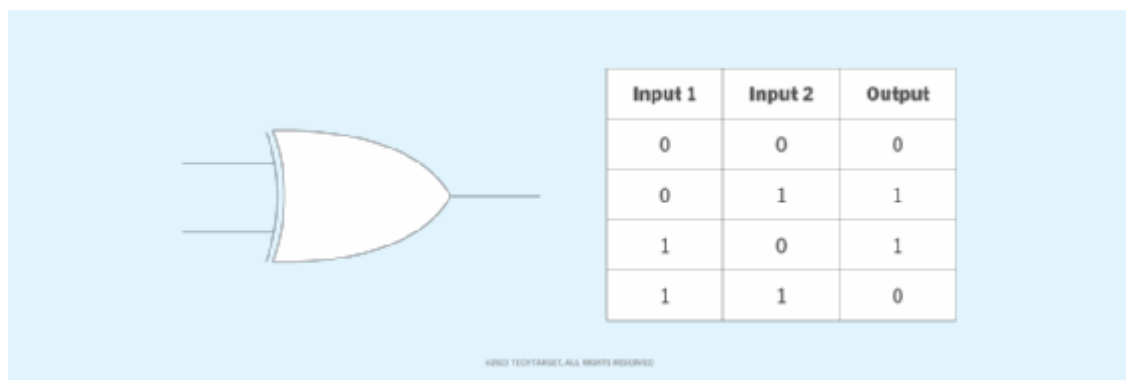 Input 1 Input 2 Output
0 0 0
0 1 1
1 0 1
1 1 0
©2023 TECHTARGET, ALL RIGHTS RESERVED